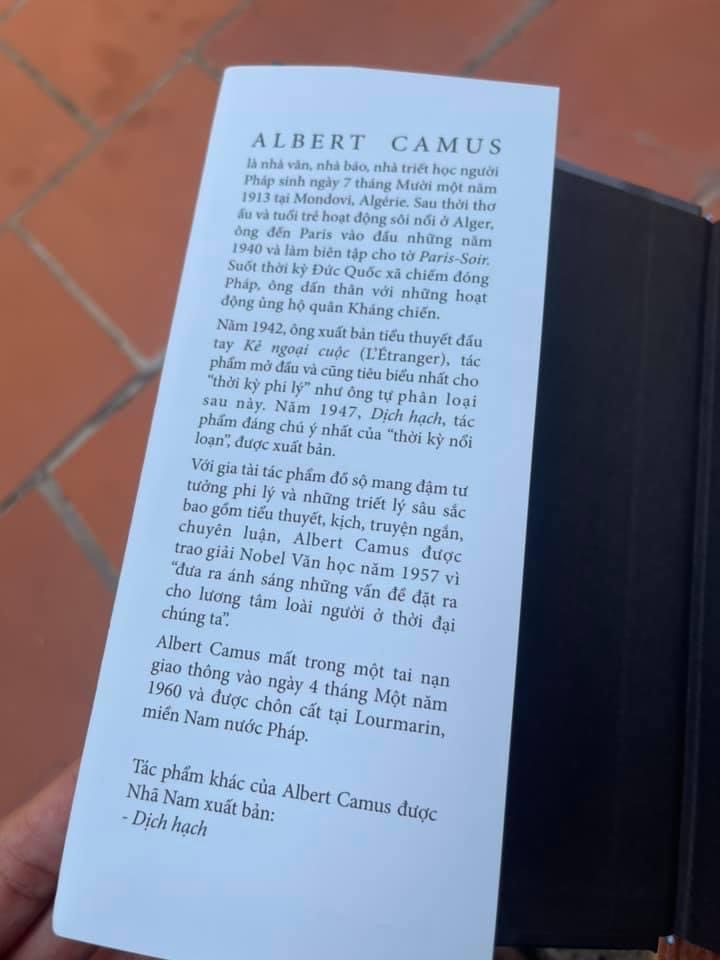 ALBERT CAMUS
là nhà văn, nhà báo, nhà triết học người
Pháp sinh ngày 7 tháng Mười một năm
1913 tại Mondovi, Algérie. Sau thời thơ
ấu và tuổi trẻ hoạt động sôi nổi ở Alger,
ông đến Paris vào đầu những năm
1940 và làm biên tập cho tờ Paris-Soir.
Suốt thời kỳ Đức Quốc xã chiếm đóng
Pháp, ông dấn thân với những hoạt
động ủng hộ quân Kháng chiến.
Năm 1942, ông xuất bản tiểu thuyết đầu
tay Kẻ ngoại cuộc (L’Étranger), tác
phẩm mở đầu và cũng tiêu biểu nhất cho
“thời kỳ phi lý” như ông tự phân loại
sau này. Năm 1947, Dịch hạch, tác
phẩm đáng chú ý nhất của “thời kỳ nổi
loạn”, được xuất bản.
Với gia tài tác phẩm đồ sộ mang đậm tư
tưởng phi lý và những triết lý sâu sắc
bao gồm tiểu thuyết, kịch, truyện ngắn,
chuyên luận, Albert Camus được
trao giải Nobel Văn học năm 1957 vì
“đưa ra ánh sáng những vấn đề đặt ra
cho lương tâm loài người ở thời đại
chúng ta”.
Albert Camus mất trong một tai nạn
giao thông vào ngày 4 tháng Một năm
1960 và được chôn cất tại Lourmarin,
miền Nam nước Pháp.
Tác phẩm khác của Albert Camus được
Nhã Nam xuất bản:
- Dịch hạch